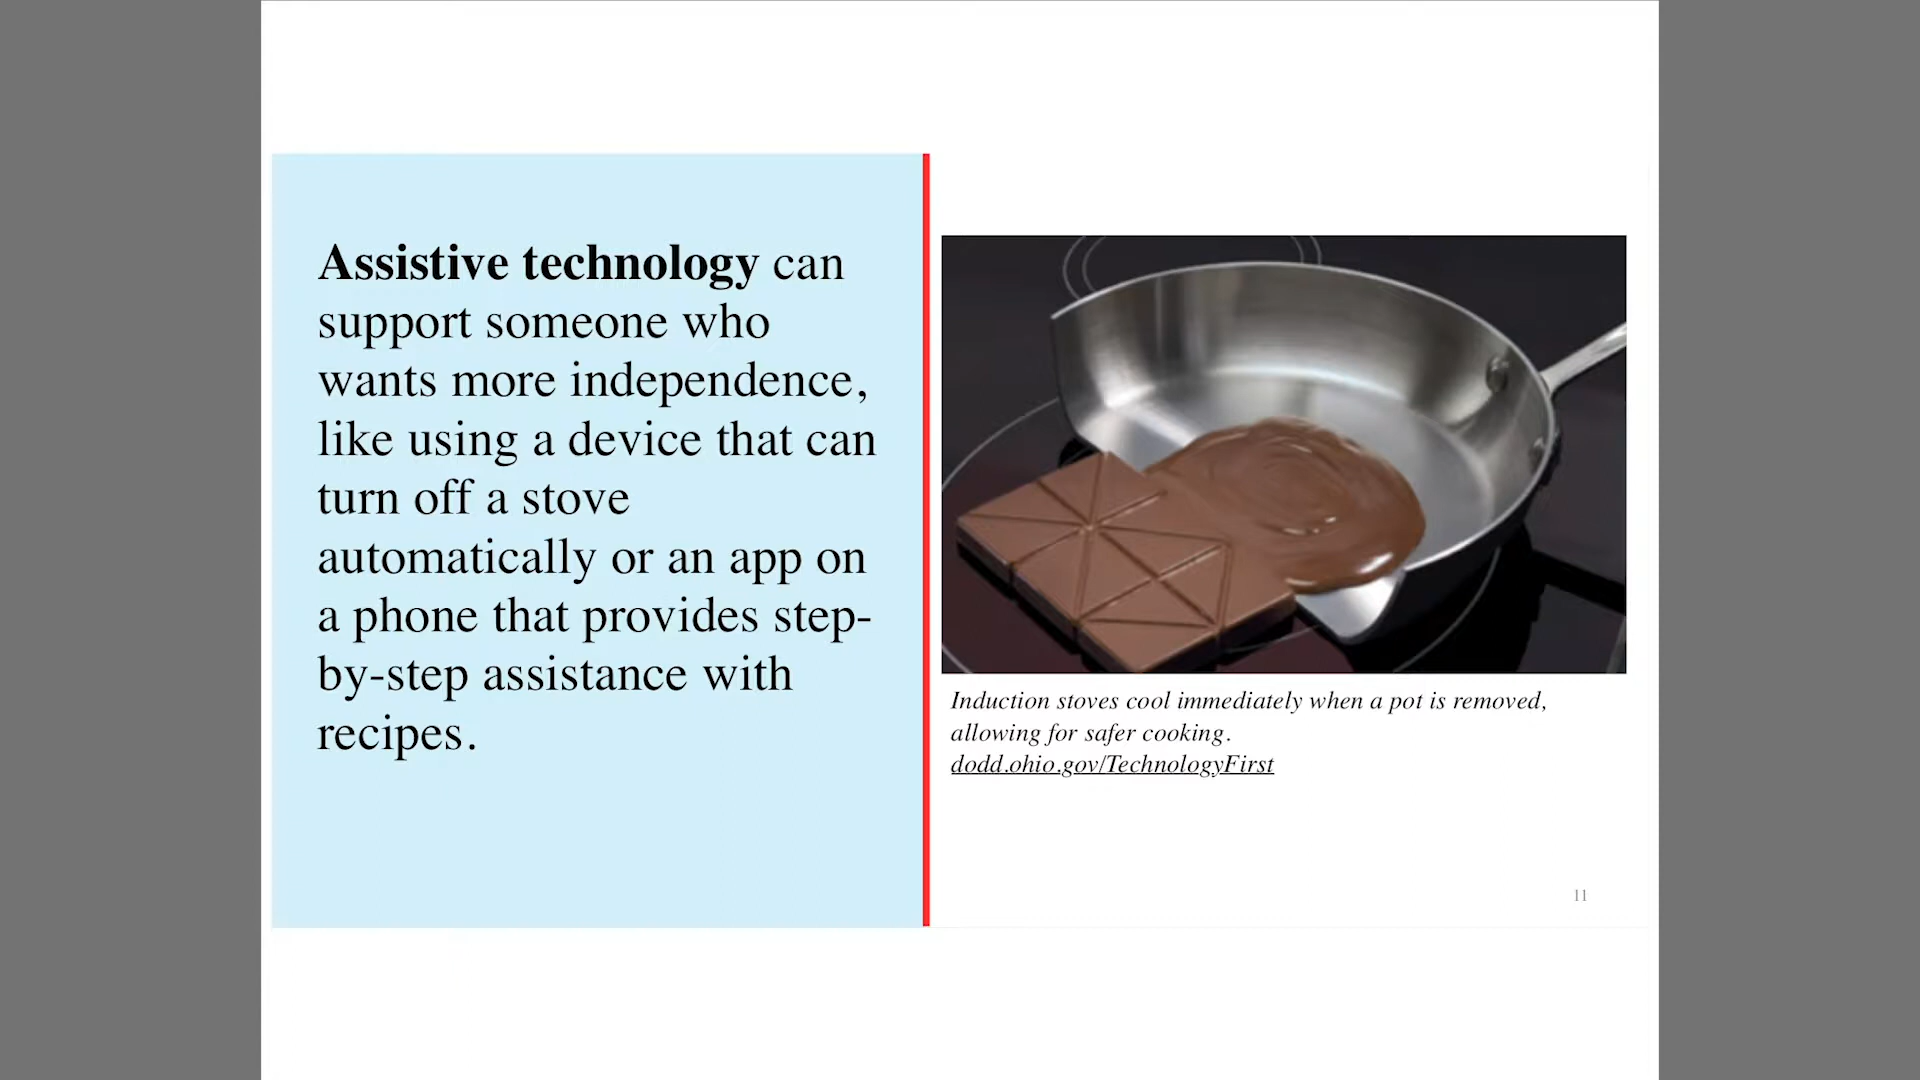 Assistive technology can
support someone who
wants more independence,
like using a device that can
turn off a stove
automatically or an app on
a phone that provides step-
by-step assistance with
recipes.
Induction stoves cool immediately when a pot is removed,
allowing for safer cooking.
dodd.ohio.gov/TechnologyFirst
11